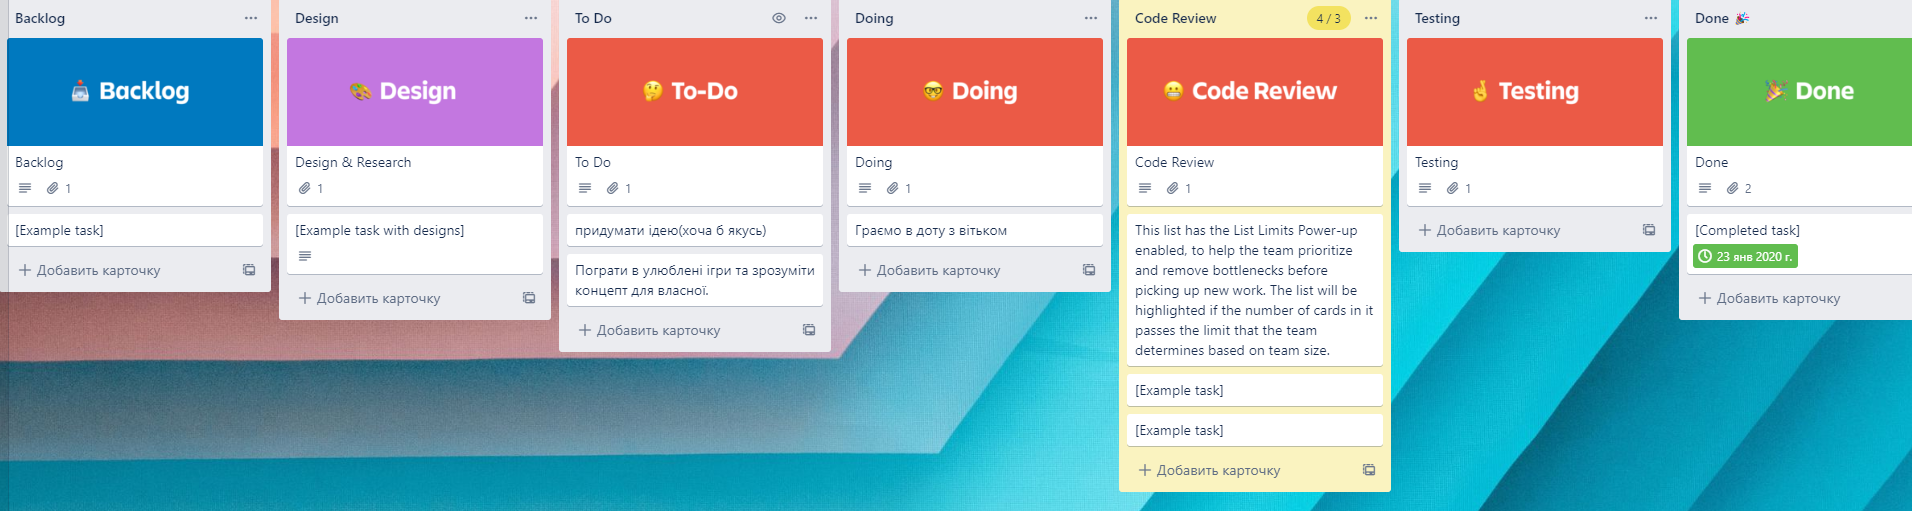 Backlog
Backlog
Backlog
1
[Example task]
Добавить карточку
Design
Design
Design & Research
1
[Example task with designs]
Добавить карточку
To Do
To-Do
To Do
1
придумати ідею(хоча б якусь)
Пограти в улюблені ігри та зрозуміти
концепт для власної.
Добавить карточку
Doing
Doing
Doing
1
Граємо в доту з вітьком
Добавить карточку
Code Review
4 / 3
Code Review
Code Review
1
This list has the List Limits Power-up
enabled, to help the team prioritize
and remove bottlenecks before
picking up new work. The list will be
highlighted if the number of cards in it
passes the limit that the team
determines based on team size.
[Example task]
[Example task]
Добавить карточку
Testing
Testing
Testing
1
Добавить карточку
Done
Done
Done
2
[Completed task]
23 янв 2020 г.
Добавить карточку